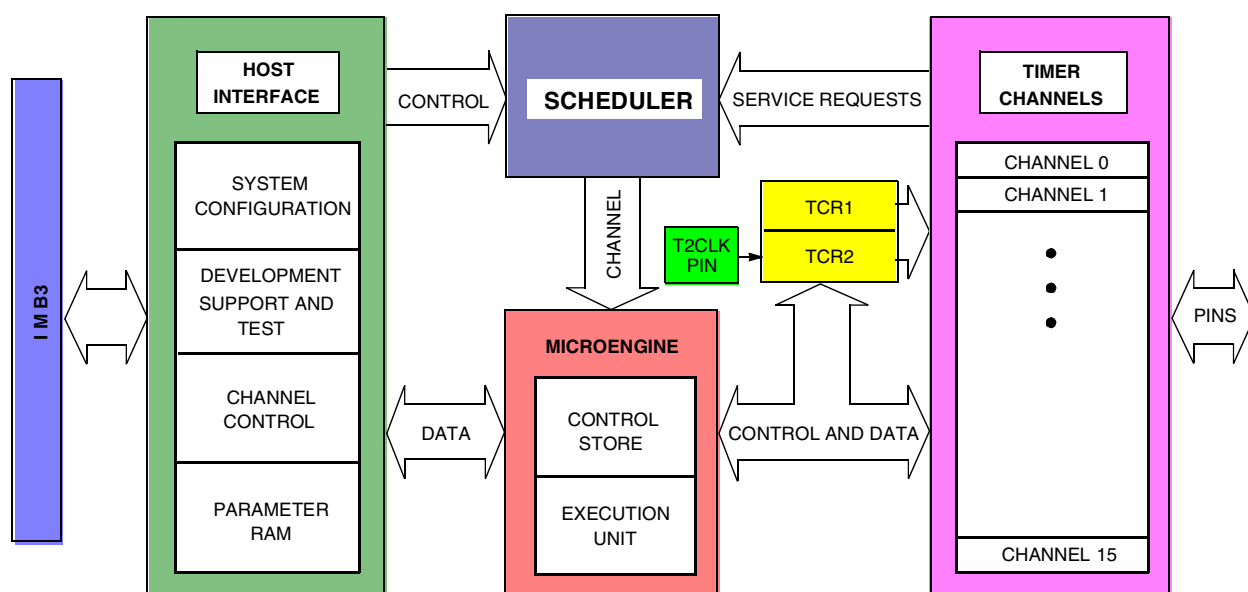 I M B3
HOST
INTERFACE
SYSTEM
CONFIGURATION
DEVELOPMENT
SUPPORT AND
TEST
CHANNEL
CONTROL
PARAMETER
RAM
CONTROL
SCHEDULER
SERVICE REQUESTS
CHANNEL
T2CLK
PIN
TCR1
TCR2
DATA
MICROENGINE
CONTROL
STORE
EXECUTION
UNIT
CONTROL AND DATA
TIMER
CHANNELS
CHANNEL 0
CHANNEL 1
CHANNEL 15
PINS